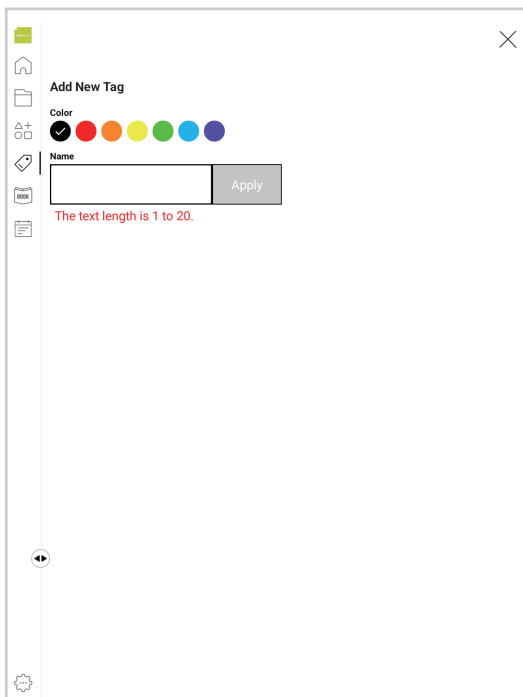 Add New Tag
Color
Name
Apply
The text length is 1 to 20.
BOOK